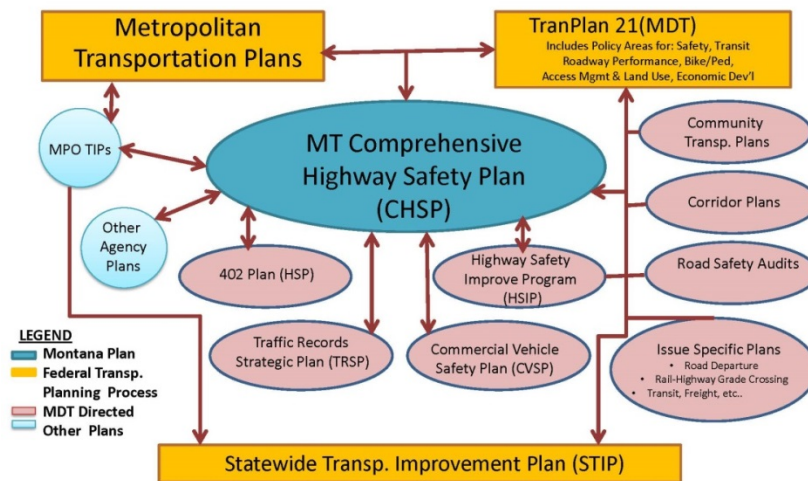 Metropolitan
Transportation Plans
TranPlan 21(MDT)
Includes Policy Areas for: Safety, Transit
Roadway Performance, Bike/Ped,
Access Mgmt & Land Use, Economic Dev'l
MPO TIPs
MT Comprehensive
Highway Safety Plan
(CHSP)
Community
Transp. Plans
Corridor Plans
Other
Agency
Plans
402 Plan (HSP)
Highway Safety
Improve Program
(HSIP)
Road Safety Audits
Traffic Records
Strategic Plan (TRSP)
Commercial Vehicle
Safety Plan (CVSP)
Issue Specific Plans
• Road Departure
• Rail-Highway Grade Crossing
• Transit, Freight, etc..
LEGEND
Montana Plan
Federal Transp.
Planning Process
MDT Directed
Other Plans
Statewide Transp. Improvement Plan (STIP)